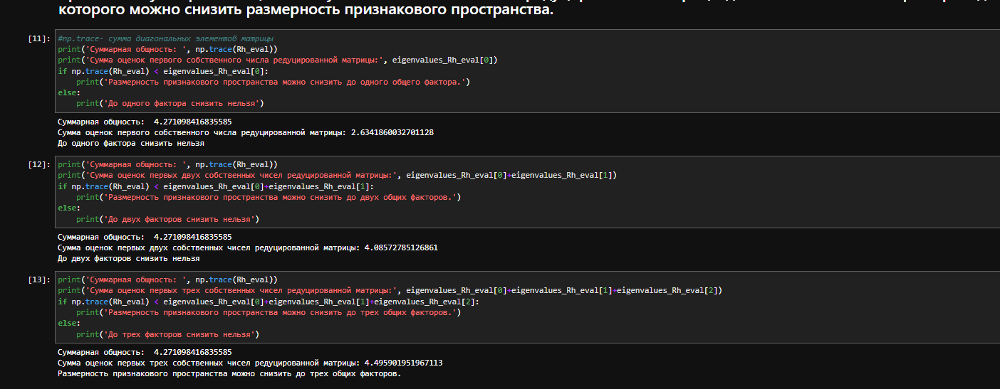 которого можно снизить размерность признакового пространства.
[11]: #np.trace- сумма диагональных элементов матрицы
print('Суммарная общность: ', np.trace(Rh_eval))
print('Сумма оценок первого собственного числа редуцированной матрицы:', eigenvalues_Rh_eval[0])
if np.trace(Rh_eval) < eigenvalues_Rh_eval[0]:
    print('Размерность признакового пространства можно снизить до одного общего фактора.')
else:
    print('До одного фактора снизить нельзя')
Суммарная общность:  4.271098416835585
Сумма оценок первого собственного числа редуцированной матрицы: 2.6341860032701128
До одного фактора снизить нельзя
[12]: print('Суммарная общность: ', np.trace(Rh_eval))
print('Сумма оценок первых двух собственных чисел редуцированной матрицы:', eigenvalues_Rh_eval[0]+eigenvalues_Rh_eval[1])
if np.trace(Rh_eval) < eigenvalues_Rh_eval[0]+eigenvalues_Rh_eval[1]:
    print('Размерность признакового пространства можно снизить до двух общих факторов.')
else:
    print('До двух факторов снизить нельзя')
Суммарная общность:  4.271098416835585
Сумма оценок первых двух собственных чисел редуцированной матрицы: 4.08572785126861
До двух факторов снизить нельзя
[13]: print('Суммарная общность: ', np.trace(Rh_eval))
print('Сумма оценок первых трех собственных чисел редуцированной матрицы:', eigenvalues_Rh_eval[0]+eigenvalues_Rh_eval[1]+eigenvalues_Rh_eval[2])
if np.trace(Rh_eval) < eigenvalues_Rh_eval[0]+eigenvalues_Rh_eval[1]+eigenvalues_Rh_eval[2]:
    print('Размерность признакового пространства можно снизить до трех общих факторов.')
else:
    print('До трех факторов снизить нельзя')
Суммарная общность:  4.271098416835585
Сумма оценок первых трех собственных чисел редуцированной матрицы: 4.495901951967113
Размерность признакового пространства можно снизить до трех общих факторов.